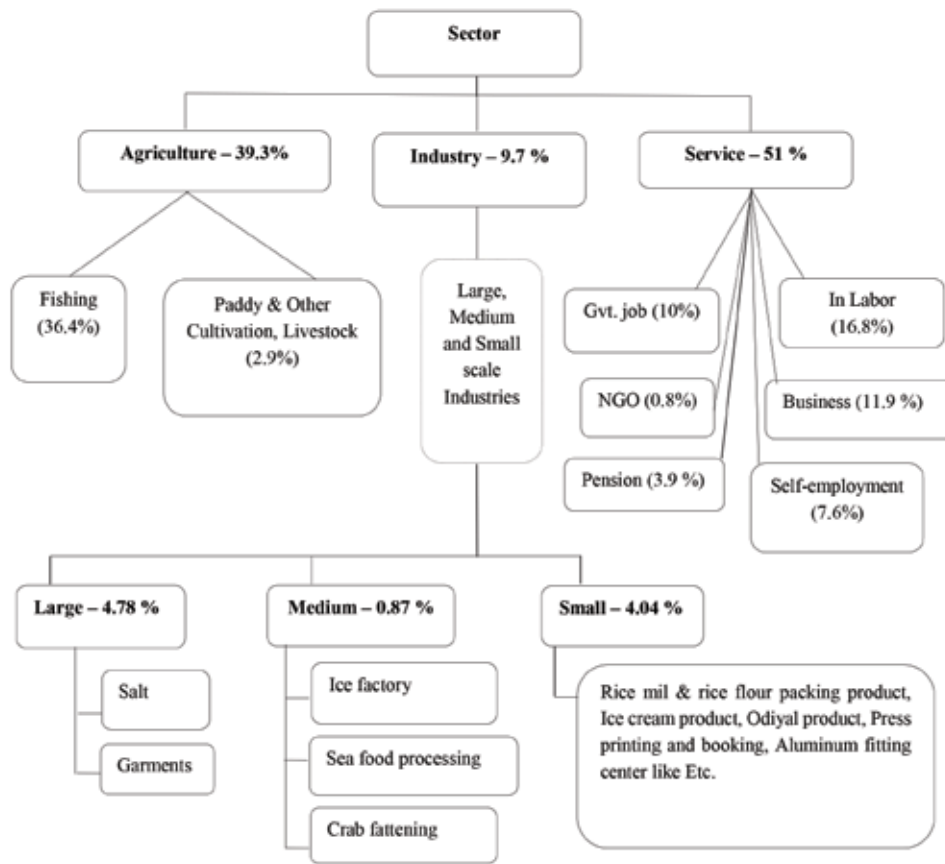 Sector
Agriculture – 39.3%
Industry – 9.7 %
Service – 51 %
Fishing
(36.4%)
Paddy & Other
Cultivation, Livestock
(2.9%)
Large,
Medium
and Small
scale
Industries
Gvt. job (10%)
In Labor
(16.8%)
NGO (0.8%)
Business (11.9 %)
Pension (3.9 %)
Self-employment
(7.6%)
Large – 4.78 %
Medium – 0.87 %
Small – 4.04 %
Salt
Garments
Ice factory
Sea food processing
Crab fattening
Rice mil & rice flour packing product,
Ice cream product, Odiyal product, Press
printing and booking, Aluminum fitting
center like Etc.